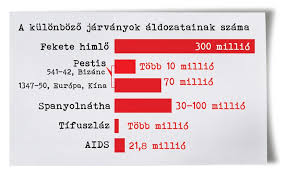 A különböző járványok áldozatainak száma
Fekete himlő 300 millió
Pestis
541-42, Bizánc Több 10 millió
1347-50, Európa, Kína 70 millió
Spanyolnátha 30-100 millió
Tífuszláz Több millió
AIDS 21,8 millió